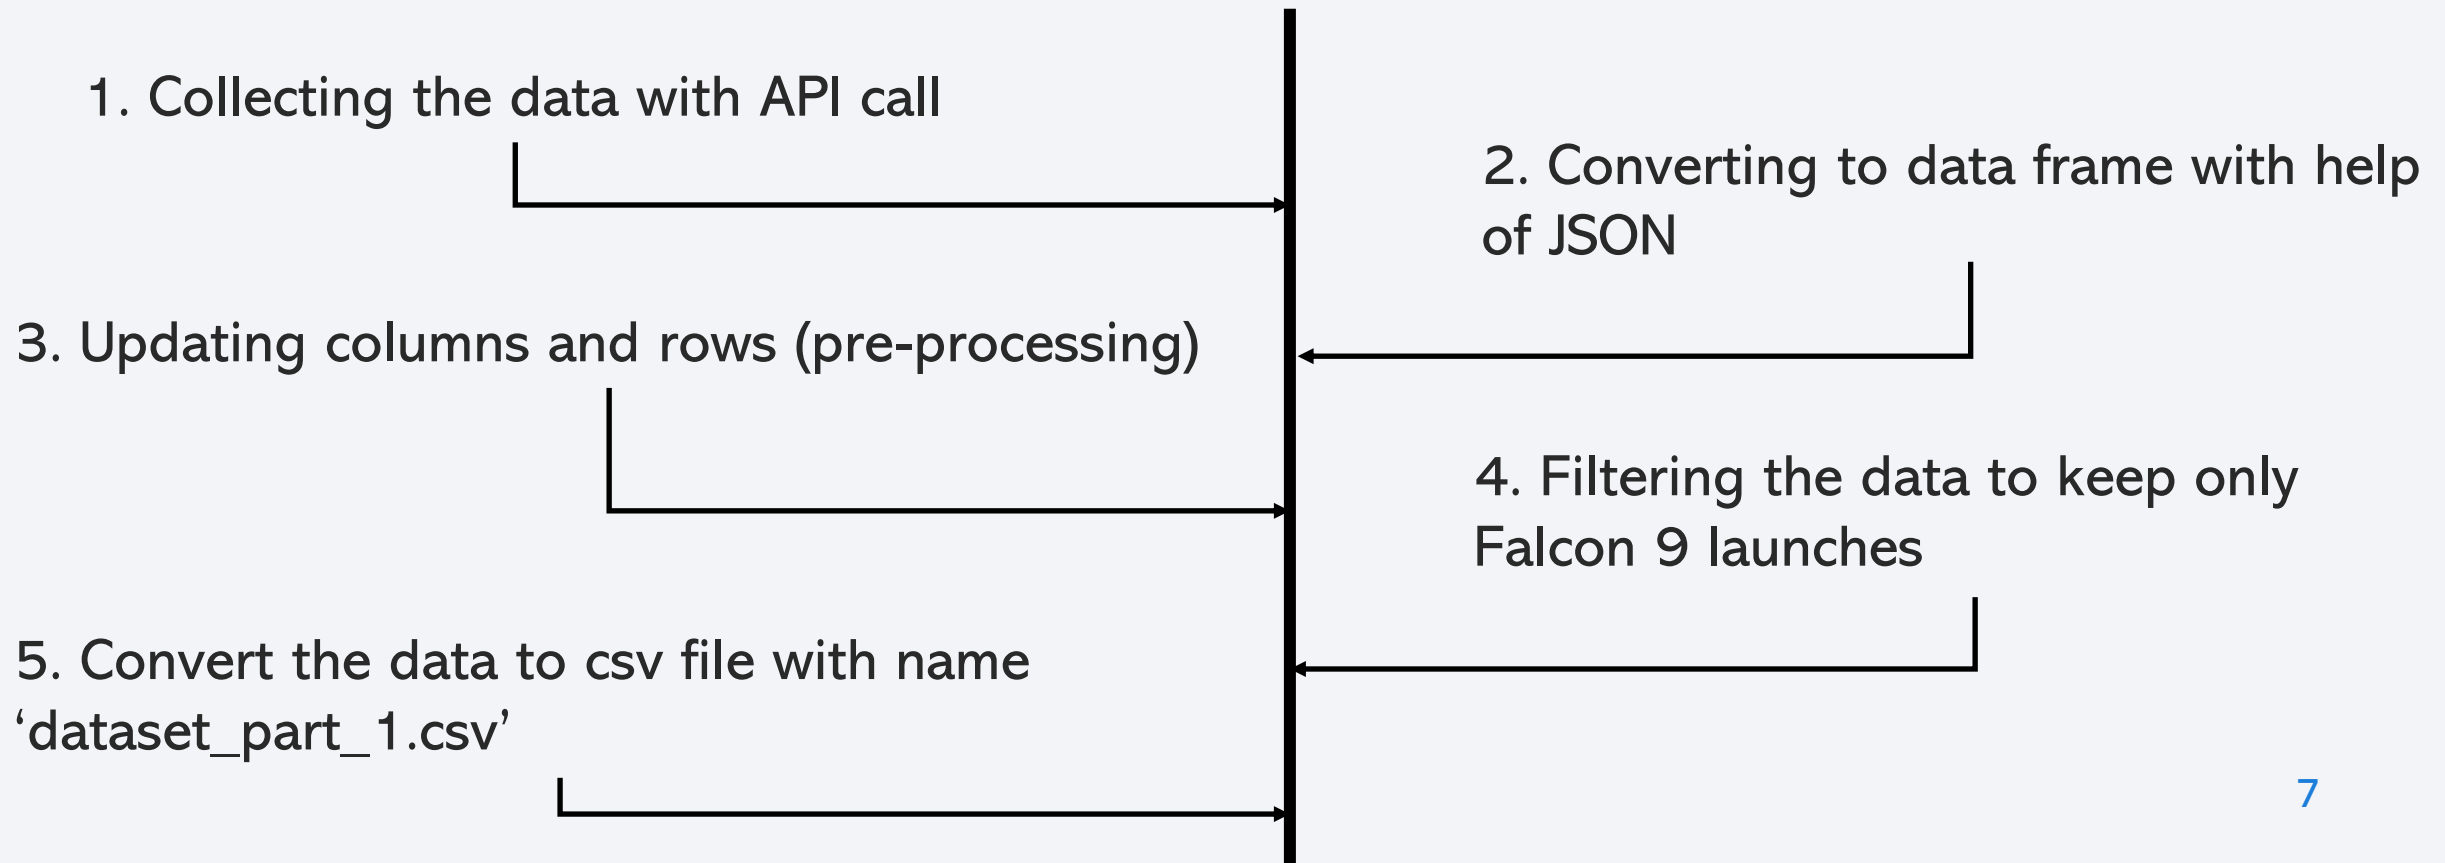 1. Collecting the data with API call
2. Converting to data frame with help
of JSON
3. Updating columns and rows (pre-processing)
4. Filtering the data to keep only
Falcon 9 launches
5. Convert the data to csv file with name
‘dataset_part_1.csv’
7